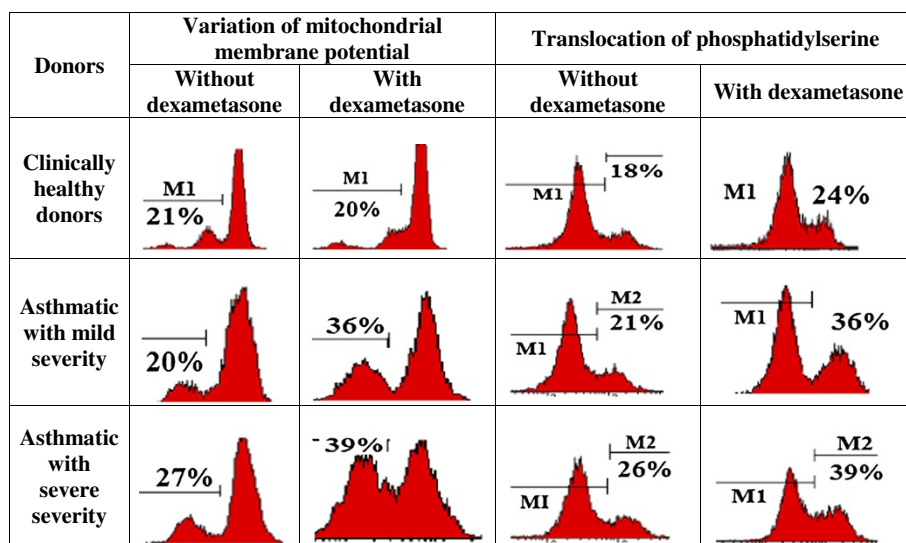 Donors
Variation of mitochondrial
membrane potential
Translocation of phosphatidylserine
Without
dexametasone
With
dexametasone
Without
dexametasone
With dexametasone
Clinically
healthy
donors
M1
21%
M1
20%
M1
18%
M1
24%
Asthmatic
with mild
severity
20%
36%
M1
M2
21%
M1
36%
Asthmatic
with
severe
severity
27%
39%
MI
M2
26%
M1
M2
39%